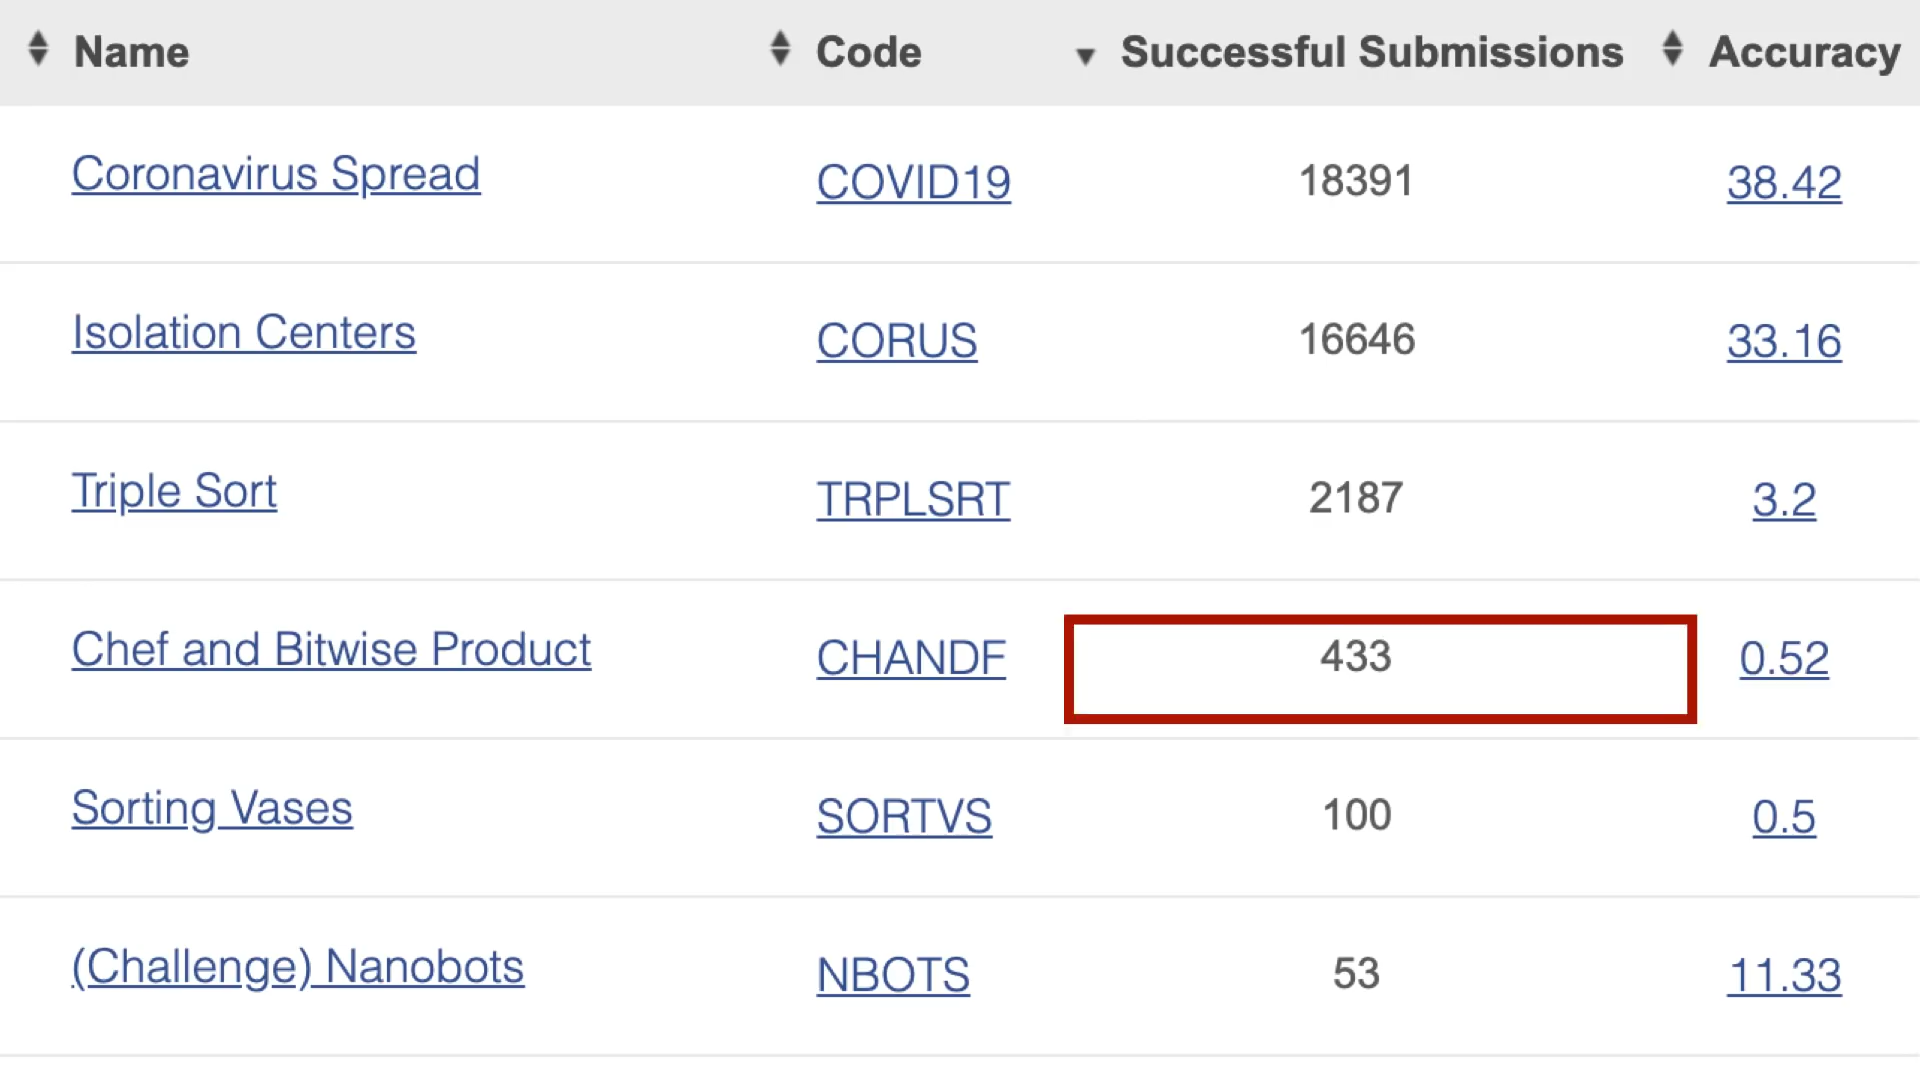 Name Code Successful Submissions Accuracy
Coronavirus Spread COVID19 18391 38.42
Isolation Centers CORUS 16646 33.16
Triple Sort TRPLSRT 2187 3.2
Chef and Bitwise Product CHANDF 433 0.52
Sorting Vases SORTVS 100 0.5
(Challenge) Nanobots NBOTS 53 11.33